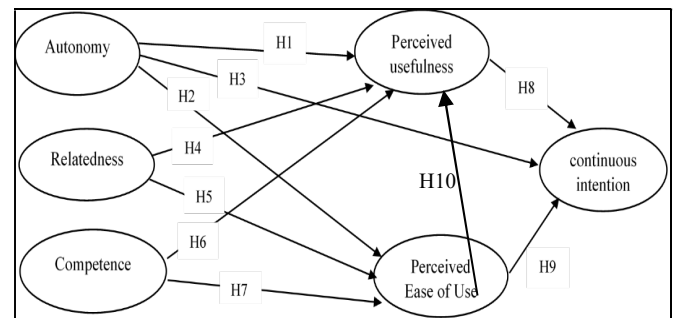 Autonomy
H1
Perceived
usefulness
H2
H3
H8
H4
Relatedness
continuous
intention
H10
H5
H6
Competence
Perceived
Ease of Use
H9
H7